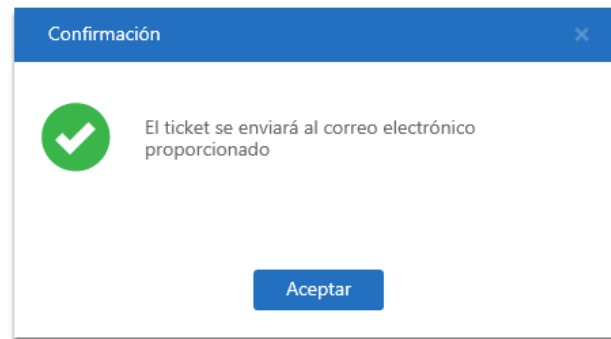 Confirmación
El ticket se enviará al correo electrónico
proporcionado
Aceptar